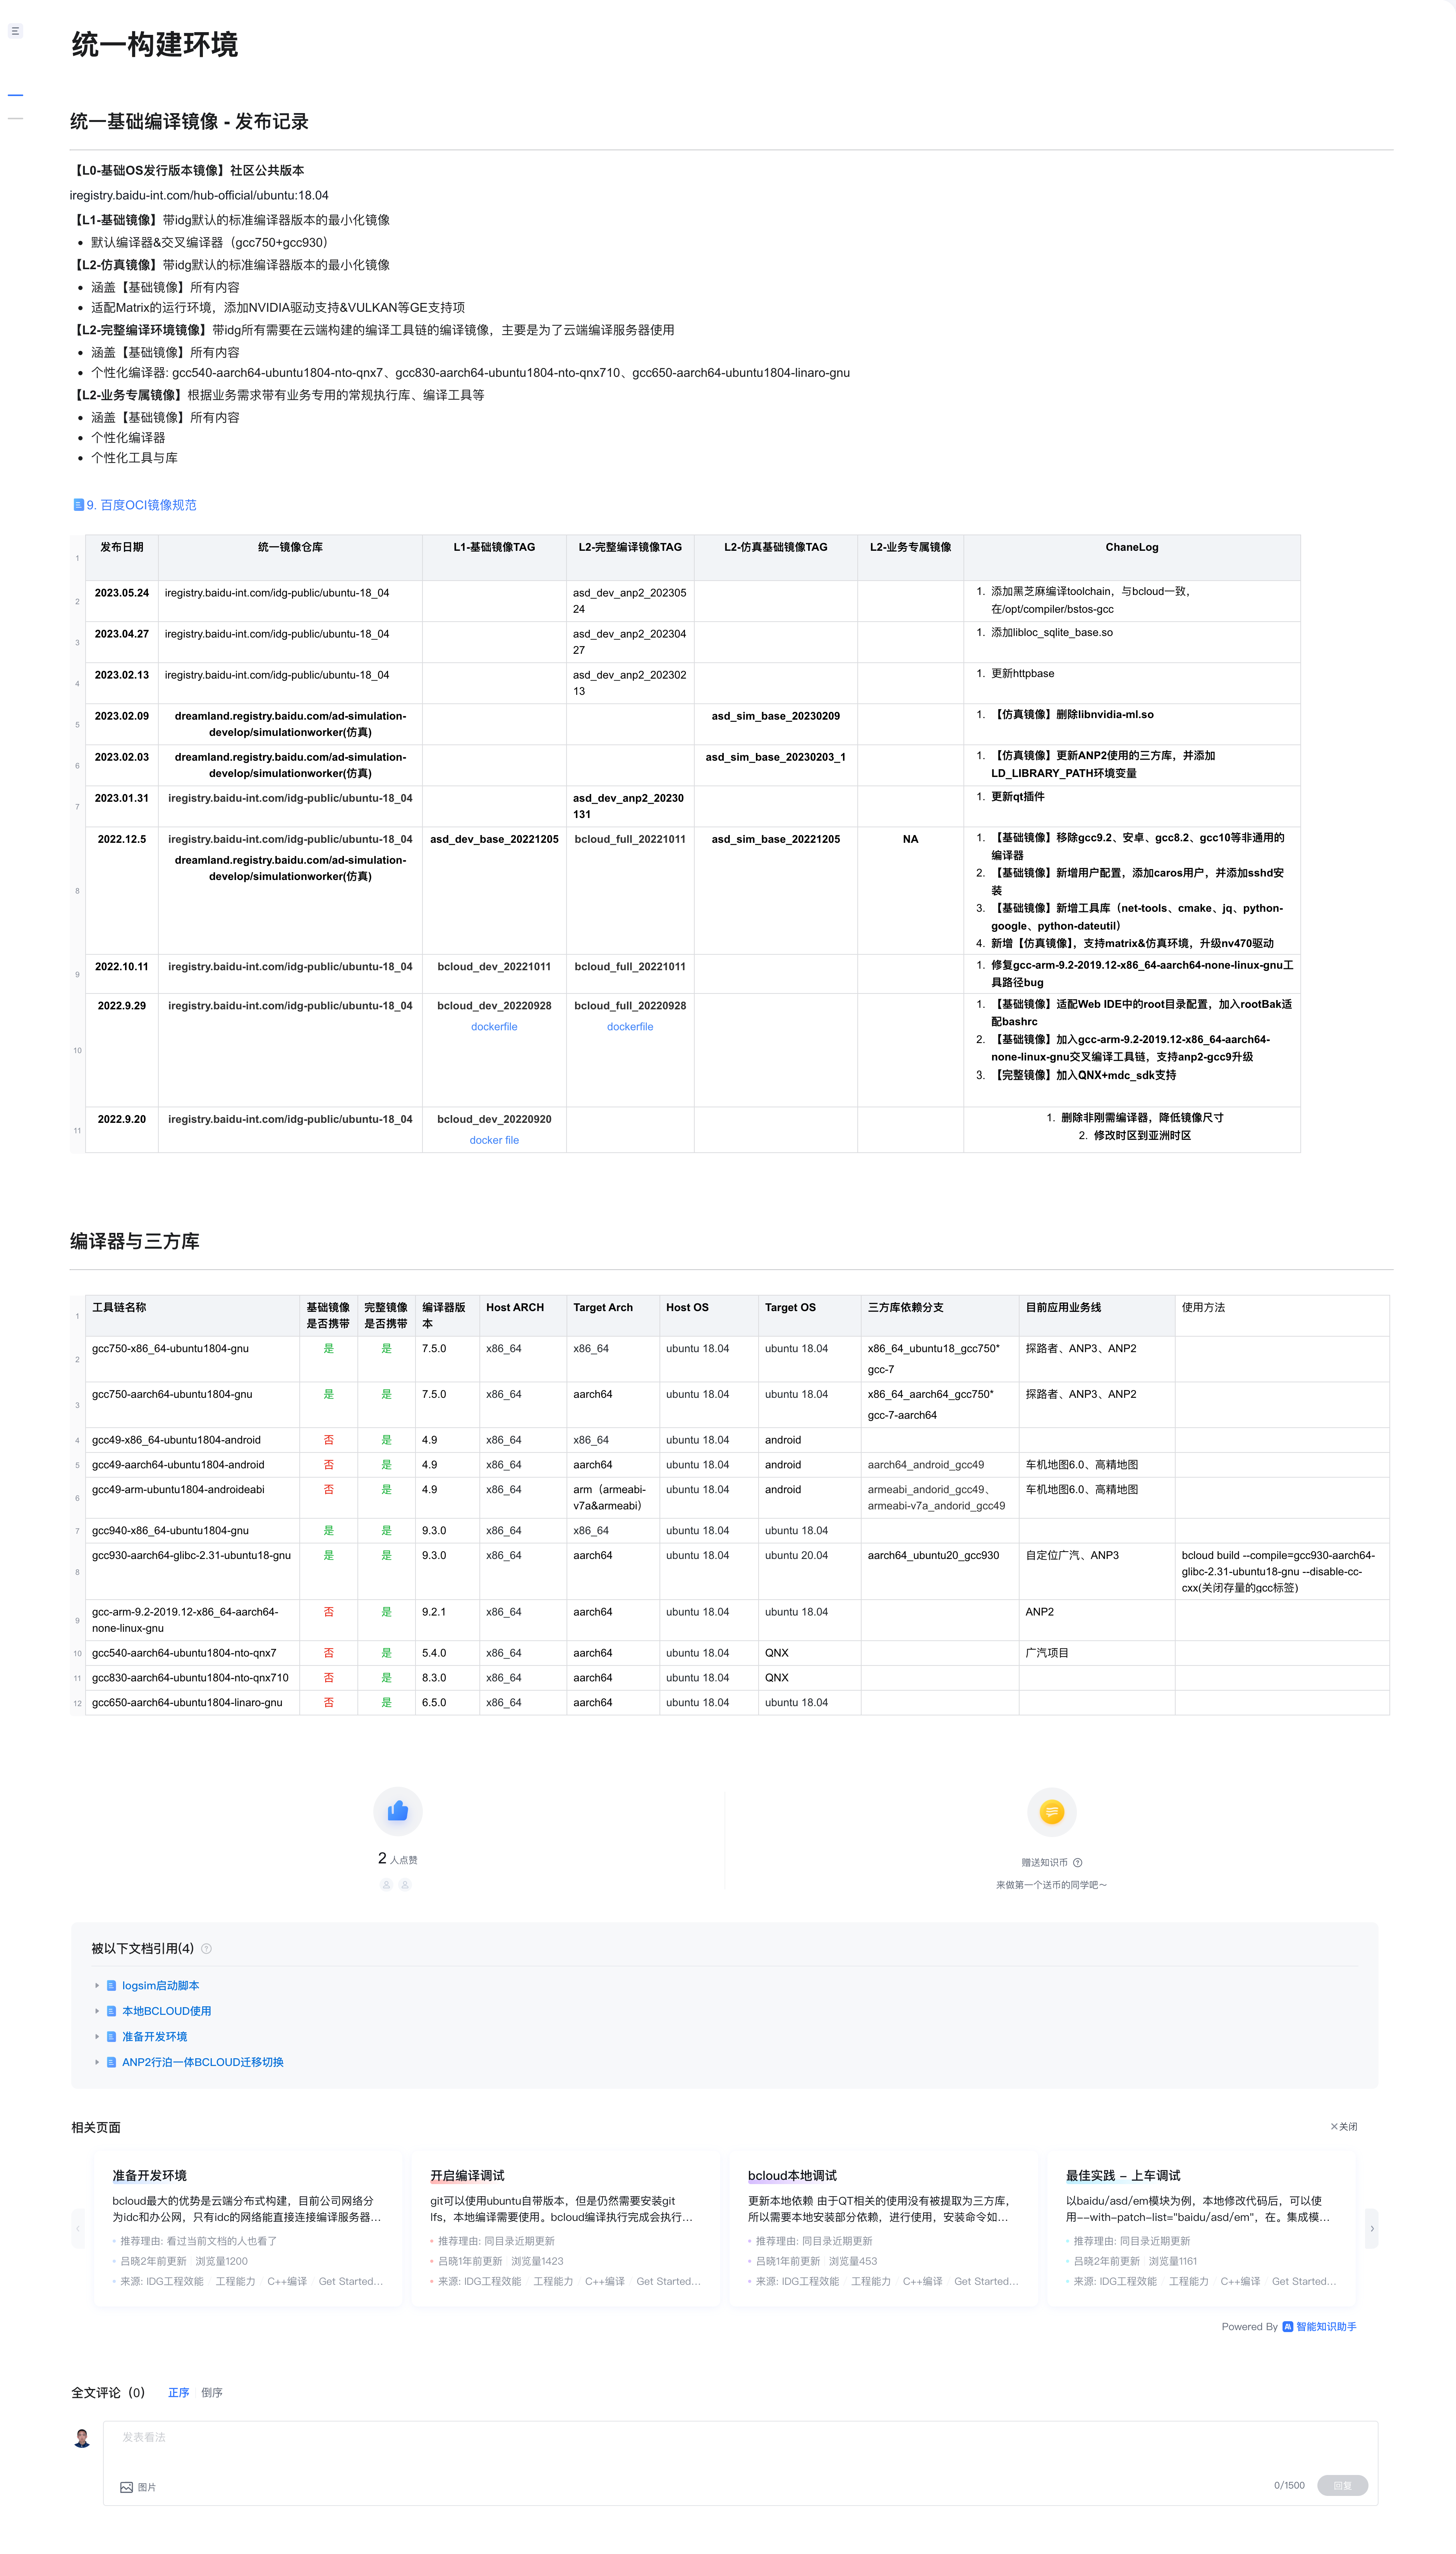 统一构建环境
统一基础编译镜像 - 发布记录
【L0-基础OS发行版本镜像】社区公共版本
iregistry.baidu-int.com/hub-official/ubuntu:18.04
【L1-基础镜像】带idg默认的标准编译器版本的最小化镜像
• 默认编译器&交叉编译器（gcc750+gcc930）
【L2-仿真镜像】带idg默认的标准编译器版本的最小化镜像
• 涵盖【基础镜像】所有内容
• 适配Matrix的运行环境，添加NVIDIA驱动支持&VULKAN等GE支持项
【L2-完整编译环境镜像】带idg所有需要在云端构建的编译工具链的编译镜像，主要是为了云端编译服务器使用
• 涵盖【基础镜像】所有内容
• 个性化编译器: gcc540-aarch64-ubuntu1804-nto-qnx7、gcc830-aarch64-ubuntu1804-nto-qnx710、gcc650-aarch64-ubuntu1804-linaro-gnu
【L2-业务专属镜像】根据业务需求带有业务专用的常规执行库、编译工具等
• 涵盖【基础镜像】所有内容
• 个性化编译器
• 个性化工具与库
9. 百度OCI镜像规范
1 发布日期 统一镜像仓库 L1-基础镜像TAG L2-完整编译镜像TAG L2-仿真基础镜像TAG L2-业务专属镜像 ChaneLog
2 2023.05.24 iregistry.baidu-int.com/idg-public/ubuntu-18_04 asd_dev_anp2_202305
24
1. 添加黑芝麻编译toolchain，与bcloud一致，
在/opt/compiler/bstos-gcc
3 2023.04.27 iregistry.baidu-int.com/idg-public/ubuntu-18_04 asd_dev_anp2_202304
27
1. 添加libloc_sqlite_base.so
4 2023.02.13 iregistry.baidu-int.com/idg-public/ubuntu-18_04 asd_dev_anp2_202302
13
1. 更新httpbase
5 2023.02.09 dreamland.registry.baidu.com/ad-simulation-
develop/simulationworker(仿真)
asd_sim_base_20230209
1. 【仿真镜像】删除libnvidia-ml.so
6 2023.02.03 dreamland.registry.baidu.com/ad-simulation-
develop/simulationworker(仿真)
asd_sim_base_20230203_1
1. 【仿真镜像】更新ANP2使用的三方库，并添加
LD_LIBRARY_PATH环境变量
7 2023.01.31 iregistry.baidu-int.com/idg-public/ubuntu-18_04 asd_dev_anp2_20230
131
1. 更新qt插件
8 2022.12.5 iregistry.baidu-int.com/idg-public/ubuntu-18_04
dreamland.registry.baidu.com/ad-simulation-
develop/simulationworker(仿真)
asd_dev_base_20221205 bcloud_full_20221011 asd_sim_base_20221205 NA
1. 【基础镜像】移除gcc9.2、安卓、gcc8.2、gcc10等非通用的
编译器
2. 【基础镜像】新增用户配置，添加caros用户，并添加sshd安
装
3. 【基础镜像】新增工具库（net-tools、cmake、jq、python-
google、python-dateutil）
4. 新增【仿真镜像】，支持matrix&仿真环境，升级nv470驱动
9 2022.10.11 iregistry.baidu-int.com/idg-public/ubuntu-18_04 bcloud_dev_20221011 bcloud_full_20221011
1. 修复gcc-arm-9.2-2019.12-x86_64-aarch64-none-linux-gnu工
具路径bug
10 2022.9.29 iregistry.baidu-int.com/idg-public/ubuntu-18_04 bcloud_dev_20220928 bcloud_full_20220928
dockerfile dockerfile
1. 【基础镜像】适配Web IDE中的root目录配置，加入rootBak适
配bashrc
2. 【基础镜像】加入gcc-arm-9.2-2019.12-x86_64-aarch64-
none-linux-gnu交叉编译工具链，支持anp2-gcc9升级
3. 【完整镜像】加入QNX+mdc_sdk支持
11 2022.9.20 iregistry.baidu-int.com/idg-public/ubuntu-18_04 bcloud_dev_20220920
docker file
1. 删除非刚需编译器，降低镜像尺寸
2. 修改时区到亚洲时区
编译器与三方库
1 工具链名称 基础镜像 完整镜像 编译器版 Host ARCH Target Arch Host OS Target OS 三方库依赖分支 目前应用业务线 使用方法
是否携带 是否携带 本
2 gcc750-x86_64-ubuntu1804-gnu 是 是 7.5.0 x86_64 x86_64 ubuntu 18.04 ubuntu 18.04 x86_64_ubuntu18_gcc750* 探路者、ANP3、ANP2
gcc-7
3 gcc750-aarch64-ubuntu1804-gnu 是 是 7.5.0 x86_64 aarch64 ubuntu 18.04 ubuntu 18.04 x86_64_aarch64_gcc750* 探路者、ANP3、ANP2
gcc-7-aarch64
4 gcc49-x86_64-ubuntu1804-android 否 是 4.9 x86_64 x86_64 ubuntu 18.04 android
5 gcc49-aarch64-ubuntu1804-android 否 是 4.9 x86_64 aarch64 ubuntu 18.04 android aarch64_android_gcc49 车机地图6.0、高精地图
6 gcc49-arm-ubuntu1804-androideabi 否 是 4.9 x86_64 arm（armeabi- ubuntu 18.04 android armeabi_andorid_gcc49、 车机地图6.0、高精地图
v7a&armeabi） armeabi-v7a_andorid_gcc49
7 gcc940-x86_64-ubuntu1804-gnu 是 是 9.3.0 x86_64 x86_64 ubuntu 18.04 ubuntu 18.04
8 gcc930-aarch64-glibc-2.31-ubuntu18-gnu 是 是 9.3.0 x86_64 aarch64 ubuntu 18.04 ubuntu 20.04 aarch64_ubuntu20_gcc930 自定位广汽、ANP3 bcloud build --compile=gcc930-aarch64-
glibc-2.31-ubuntu18-gnu --disable-cc-
cxx(关闭存量的gcc标签)
9 gcc-arm-9.2-2019.12-x86_64-aarch64- 否 是 9.2.1 x86_64 aarch64 ubuntu 18.04 ubuntu 18.04 ANP2
none-linux-gnu
10 gcc540-aarch64-ubuntu1804-nto-qnx7 否 是 5.4.0 x86_64 aarch64 ubuntu 18.04 QNX 广汽项目
11 gcc830-aarch64-ubuntu1804-nto-qnx710 否 是 8.3.0 x86_64 aarch64 ubuntu 18.04 QNX
12 gcc650-aarch64-ubuntu1804-linaro-gnu 否 是 6.5.0 x86_64 aarch64 ubuntu 18.04 ubuntu 18.04
2 人点赞
赠送知识币
来做第一个送币的同学吧～
被以下文档引用(4)
logsim启动脚本
本地BCLOUD使用
准备开发环境
ANP2行泊一体BCLOUD迁移切换
相关页面 ×关闭
准备开发环境
bcloud最大的优势是云端分布式构建，目前公司网络分
为idc和办公网，只有idc的网络能直接连接编译服务器...
推荐理由: 看过当前文档的人也看了
吕晓2年前更新 浏览量1200
来源: IDG工程效能 工程能力 C++编译 Get Started...
开启编译调试
git可以使用ubuntu自带版本，但是仍然需要安装git
lfs，本地编译需要使用。bcloud编译执行完成会执行...
推荐理由: 同目录近期更新
吕晓1年前更新 浏览量1423
来源: IDG工程效能 工程能力 C++编译 Get Started...
bcloud本地调试
更新本地依赖 由于QT相关的使用没有被提取为三方库，
所以需要本地安装部分依赖，进行使用，安装命令如...
推荐理由: 同目录近期更新
吕晓1年前更新 浏览量453
来源: IDG工程效能 工程能力 C++编译 Get Started...
最佳实践 – 上车调试
以baidu/asd/em模块为例，本地修改代码后，可以使
用--with-patch-list="baidu/asd/em"，在。集成模...
推荐理由: 同目录近期更新
吕晓2年前更新 浏览量1161
来源: IDG工程效能 工程能力 C++编译 Get Started...
Powered By 智能知识助手
全文评论（0） 正序 倒序
发表看法
图片 0/1500 回复